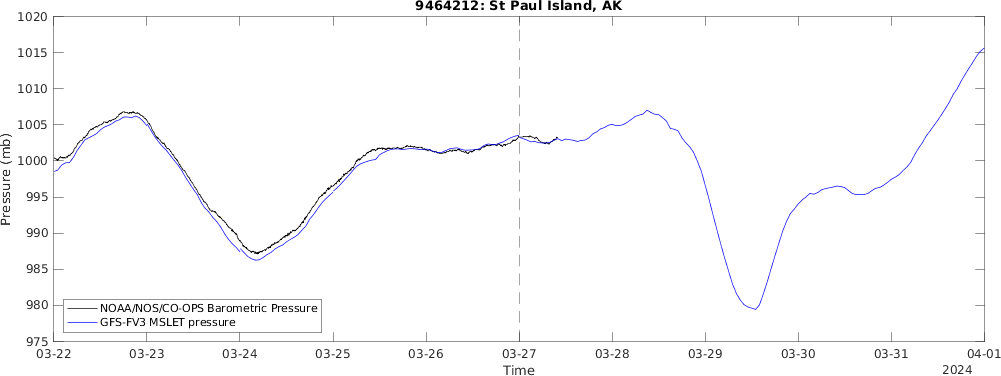 9464212: St Paul Island, AK
1020
1015
1010
1005
1000
995
990
985
980
975
Pressure (mb)
NOAA/NOS/CO-OPS Barometric Pressure
GFS-FV3 MSLET pressure
03-22 03-23 03-24 03-25 03-26 03-27 03-28 03-29 03-30 03-31 04-01
Time
2024